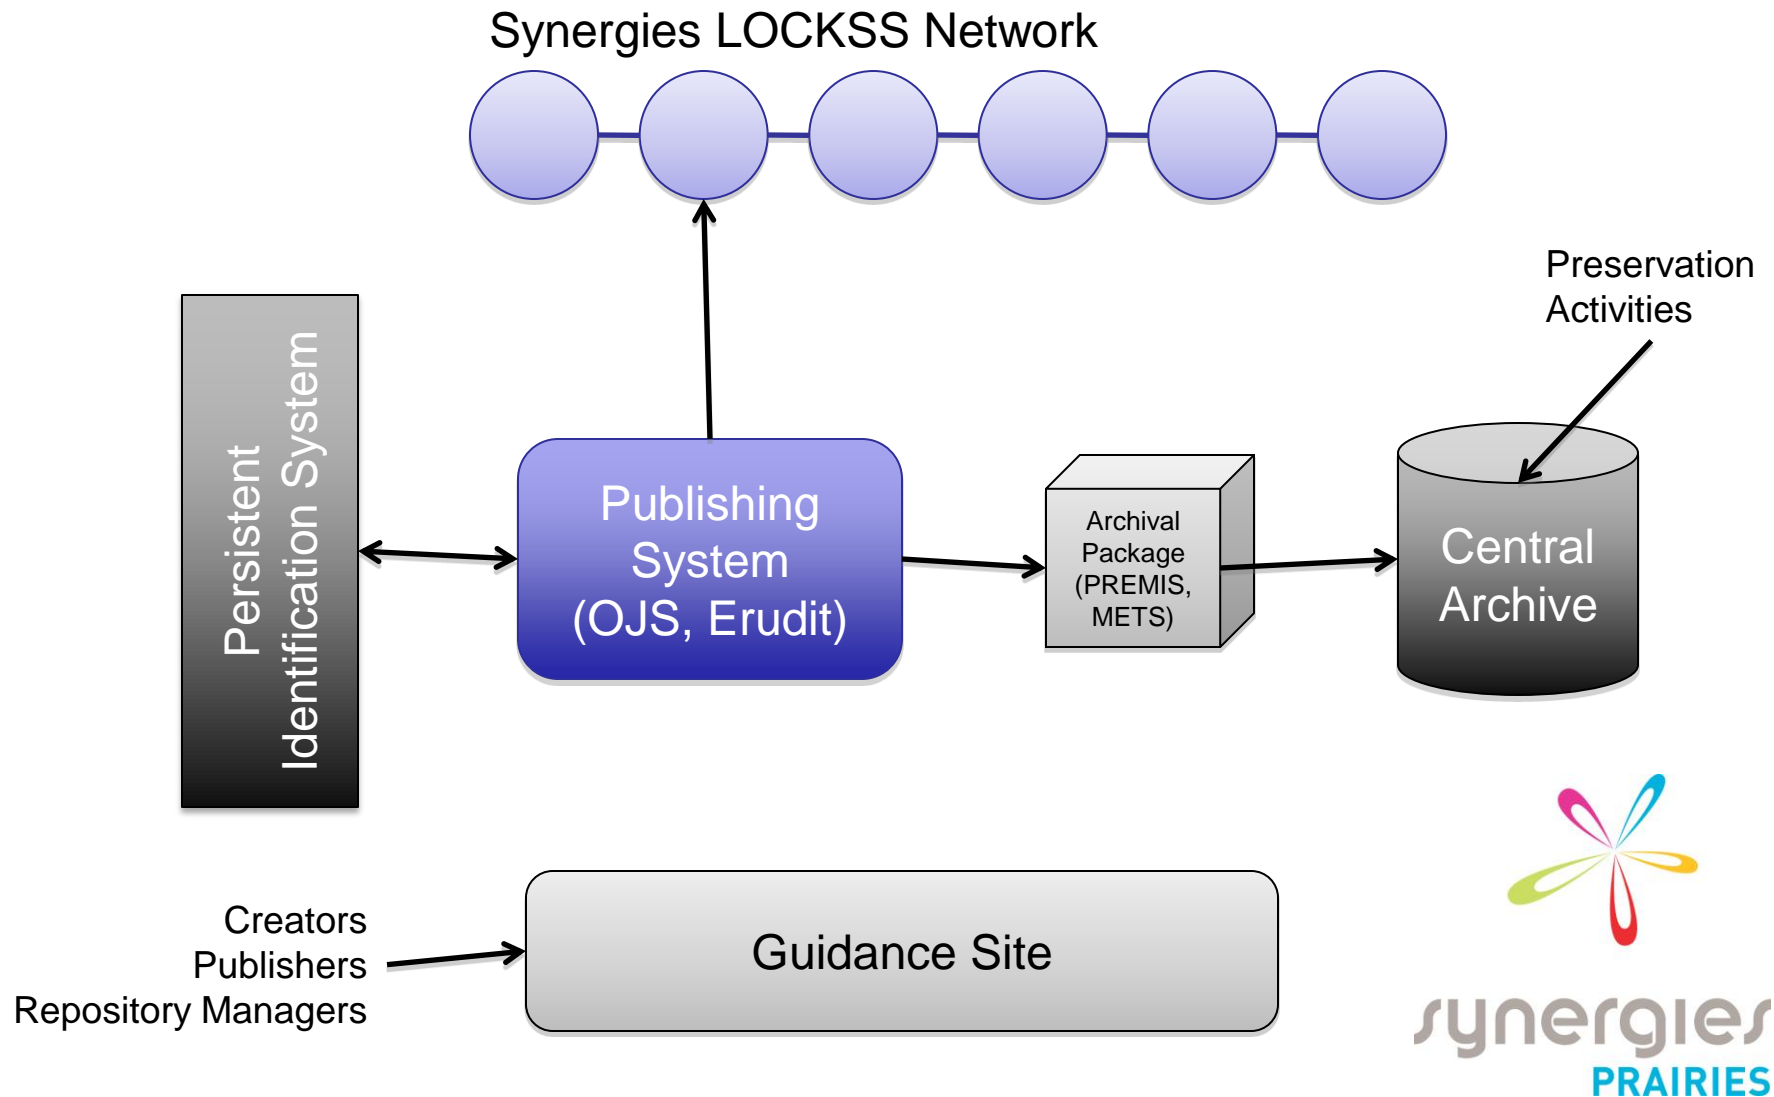 Synergies LOCKSS Network
Preservation
Activities
Persistent
Identification System
Publishing
System
(OJS, Erudit)
Archival
Package
(PREMIS,
METS)
Central
Archive
Creators
Publishers
Repository Managers
Guidance Site
synergies
PRAIRIES